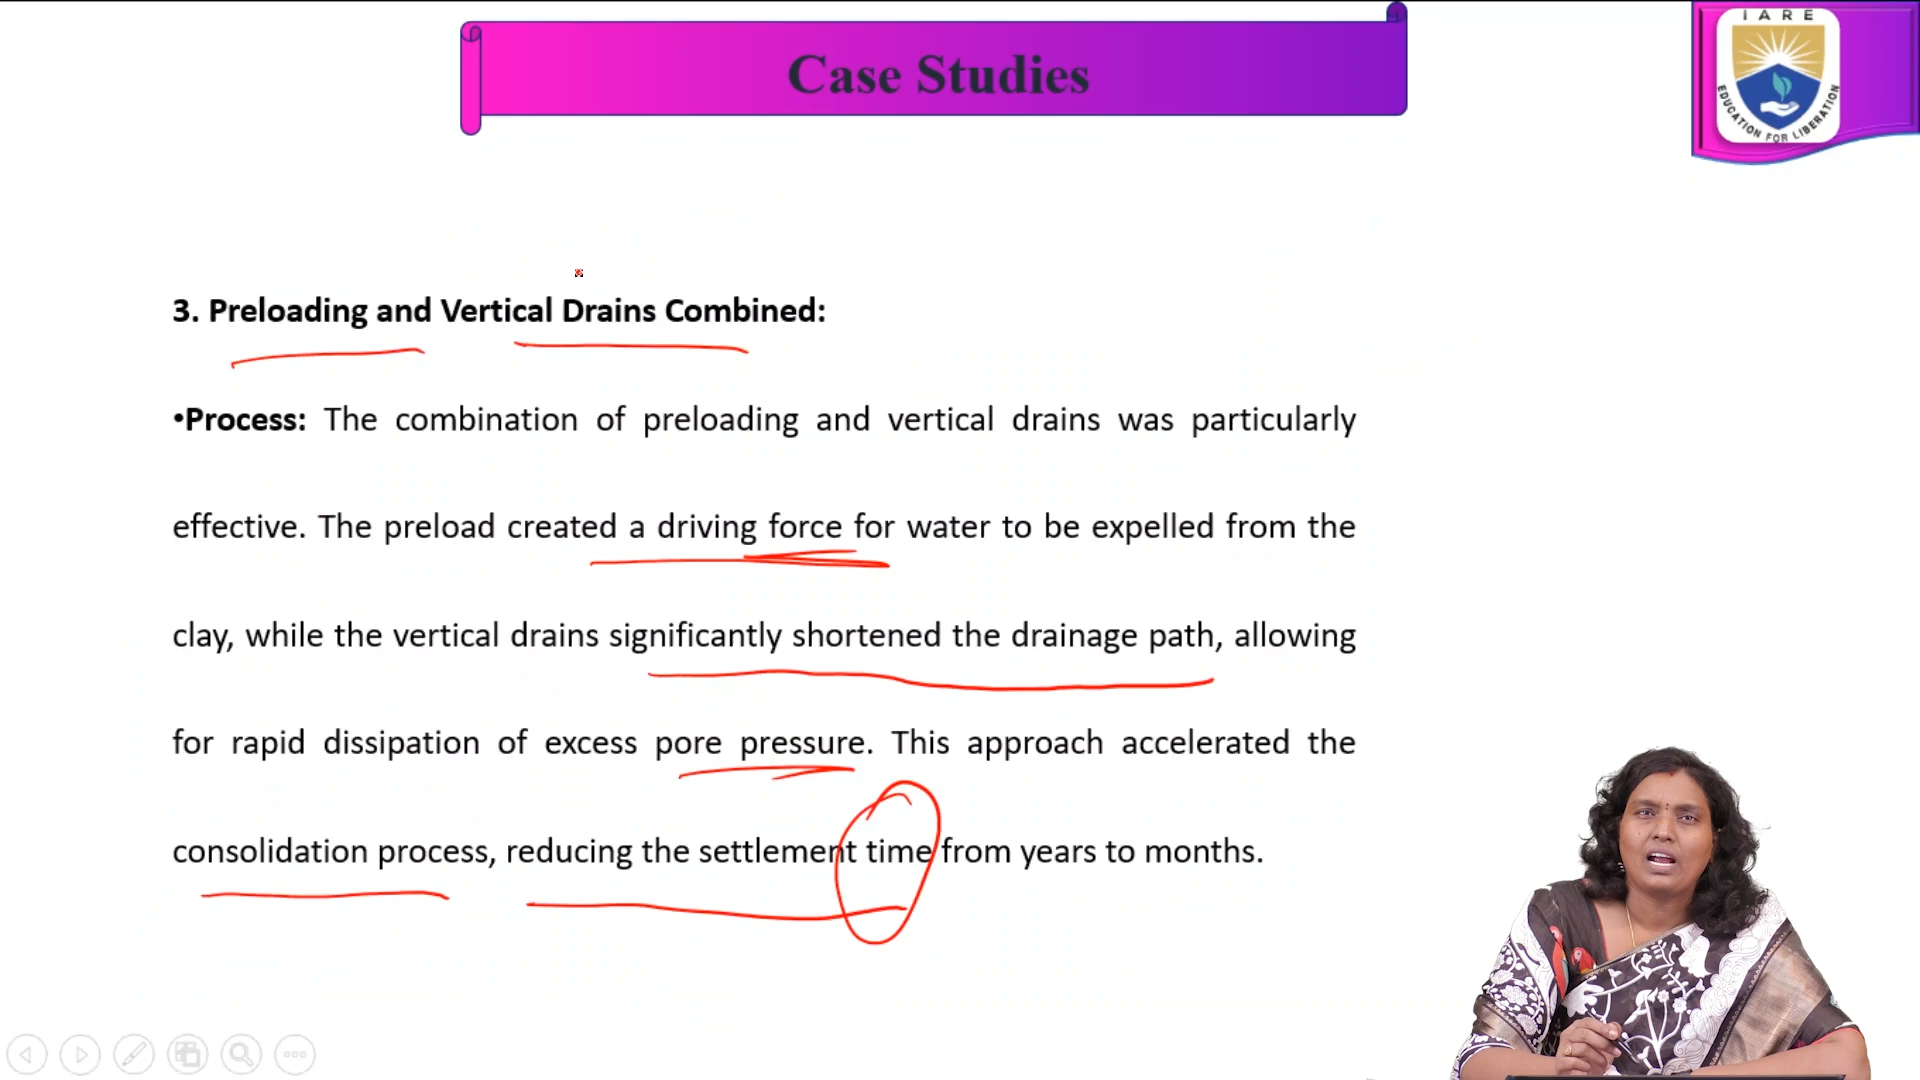 Case Studies
I A R E
EDUCATION FOR LIBERATION
3. Preloading and Vertical Drains Combined:
•Process: The combination of preloading and vertical drains was particularly
effective. The preload created a driving force for water to be expelled from the
clay, while the vertical drains significantly shortened the drainage path, allowing
for rapid dissipation of excess pore pressure. This approach accelerated the
consolidation process, reducing the settlement time from years to months.